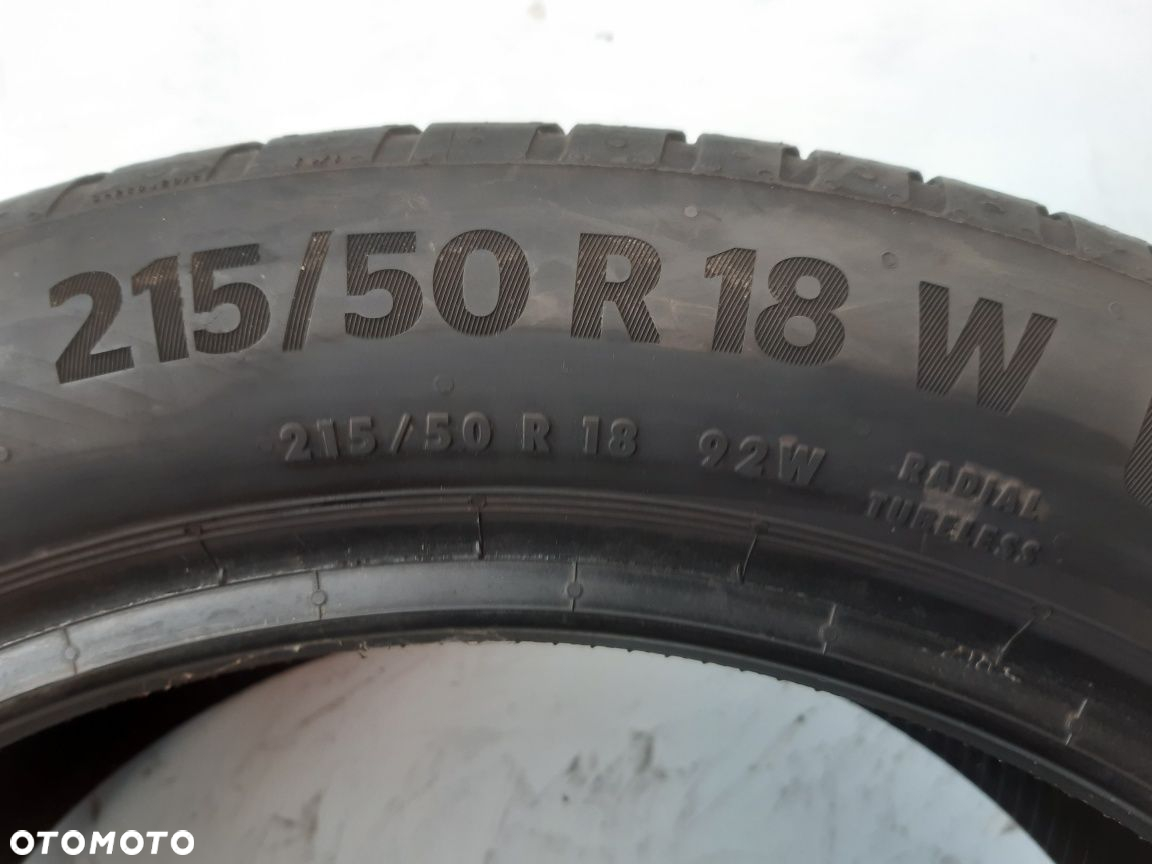 215/50 R 18 W
215/50 R 18 92W RADIAL
TUBELESS
OTOMOTO